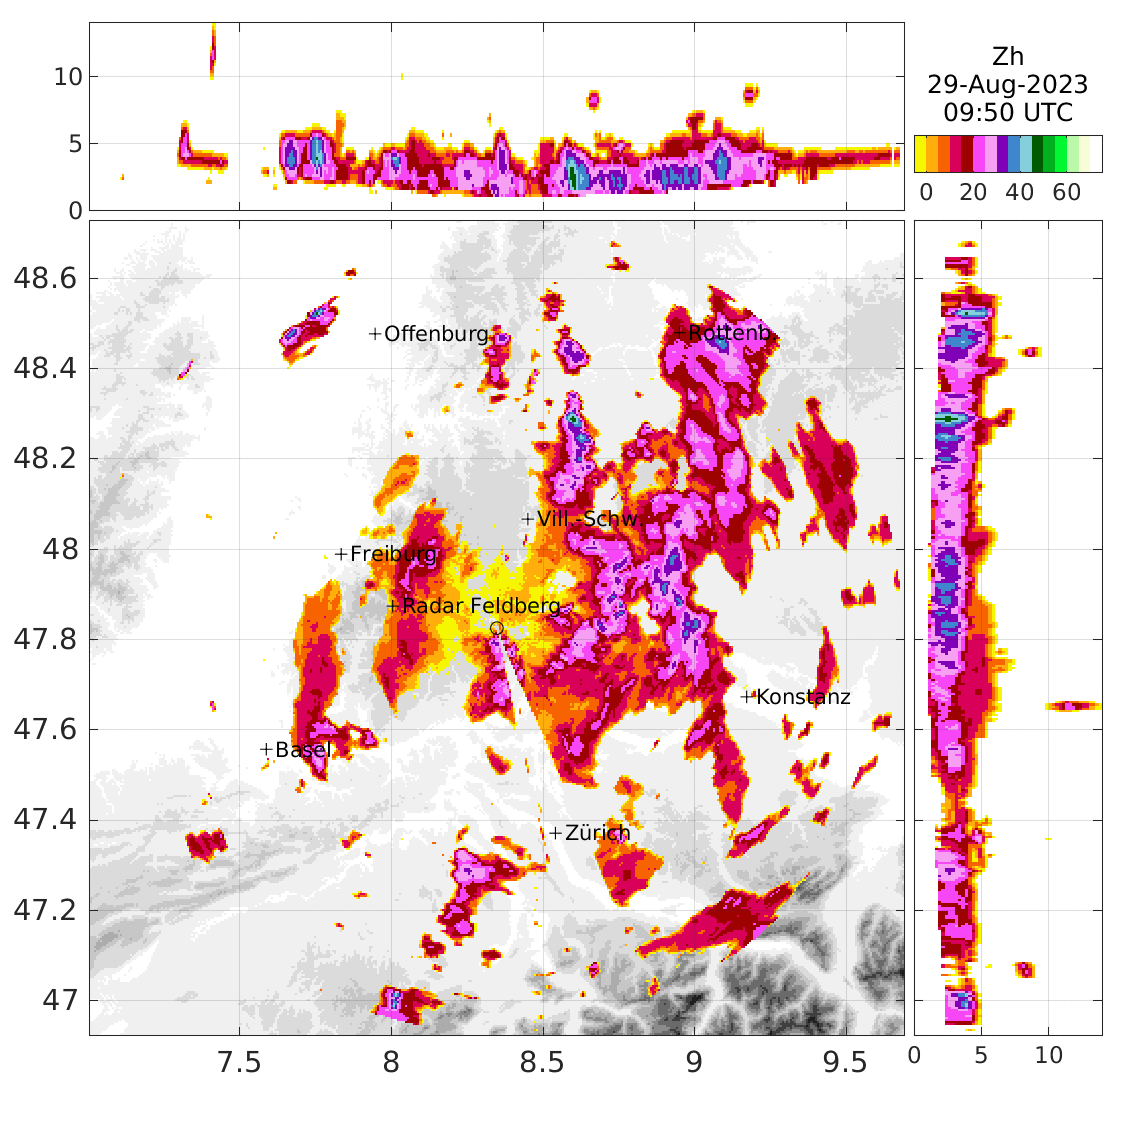 Zh
29-Aug-2023
09:50 UTC
10
5
0
0 20 40 60
48.6
48.4
48.2
48
47.8
47.6
47.4
47.2
47
+Offenburg
+Rottenb.
+Vill.-Schw.
+Freiburg
+Radar Feldberg
+Konstanz
+Basel
+Zürich
7.5 8 8.5 9 9.5
0 5 10